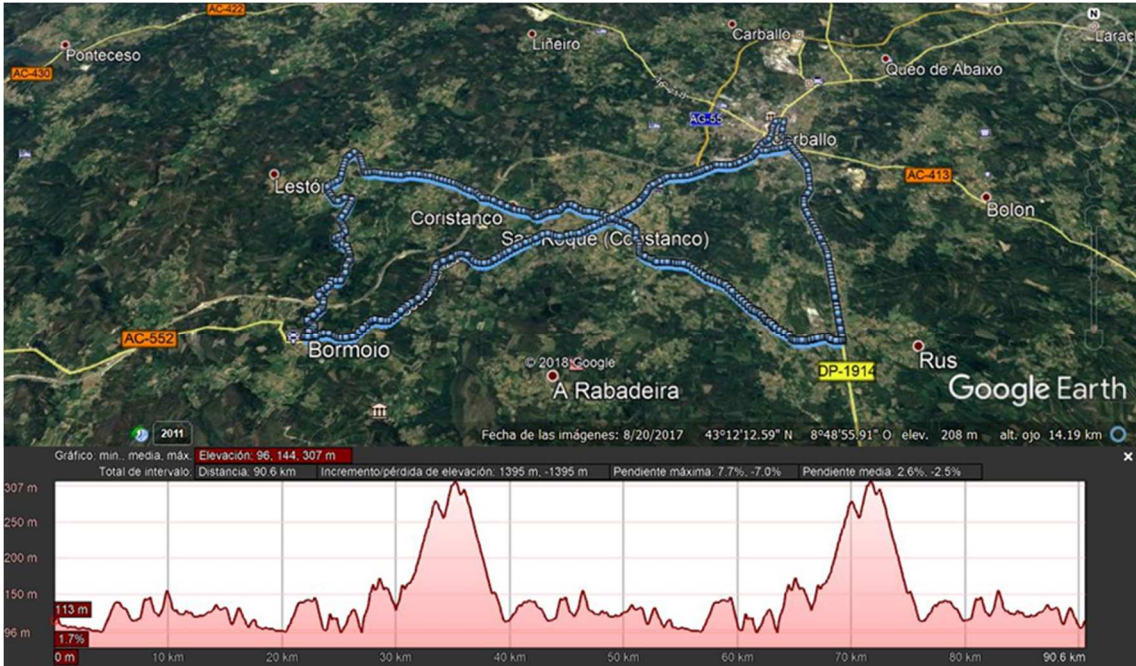 AC-422
N
Carballo
Larach
Ponteceso
Liñeiro
AC-430
Queo de Abaixo
AG-55
Carballo
AC-413
Lestón
Bolon
Coristanco
San Roque (Coristanco)
AC-552
Bormoio
© 2018 Google
DP-1914
Rus
A Rabadeira
Google Earth
2011
Fecha de las imágenes: 8/20/2017 43°12'12.59" N 8°48'55.91" O elev. 208 m alt. ojo 14.19 km
Gráfico: min., media, máx. Elevación: 96, 144, 307 m
Total de intervalo: Distancia: 90.6 km Incremento/pérdida de elevación: 1395 m, -1395 m Pendiente máxima: 7.7%, -7.0% Pendiente media: 2.6%, -2.5%
307 m
250 m
200 m
150 m
113 m
96 m
1.7%
0 m 10 km 20 km 30 km 40 km 50 km 60 km 70 km 80 km 90.6 km